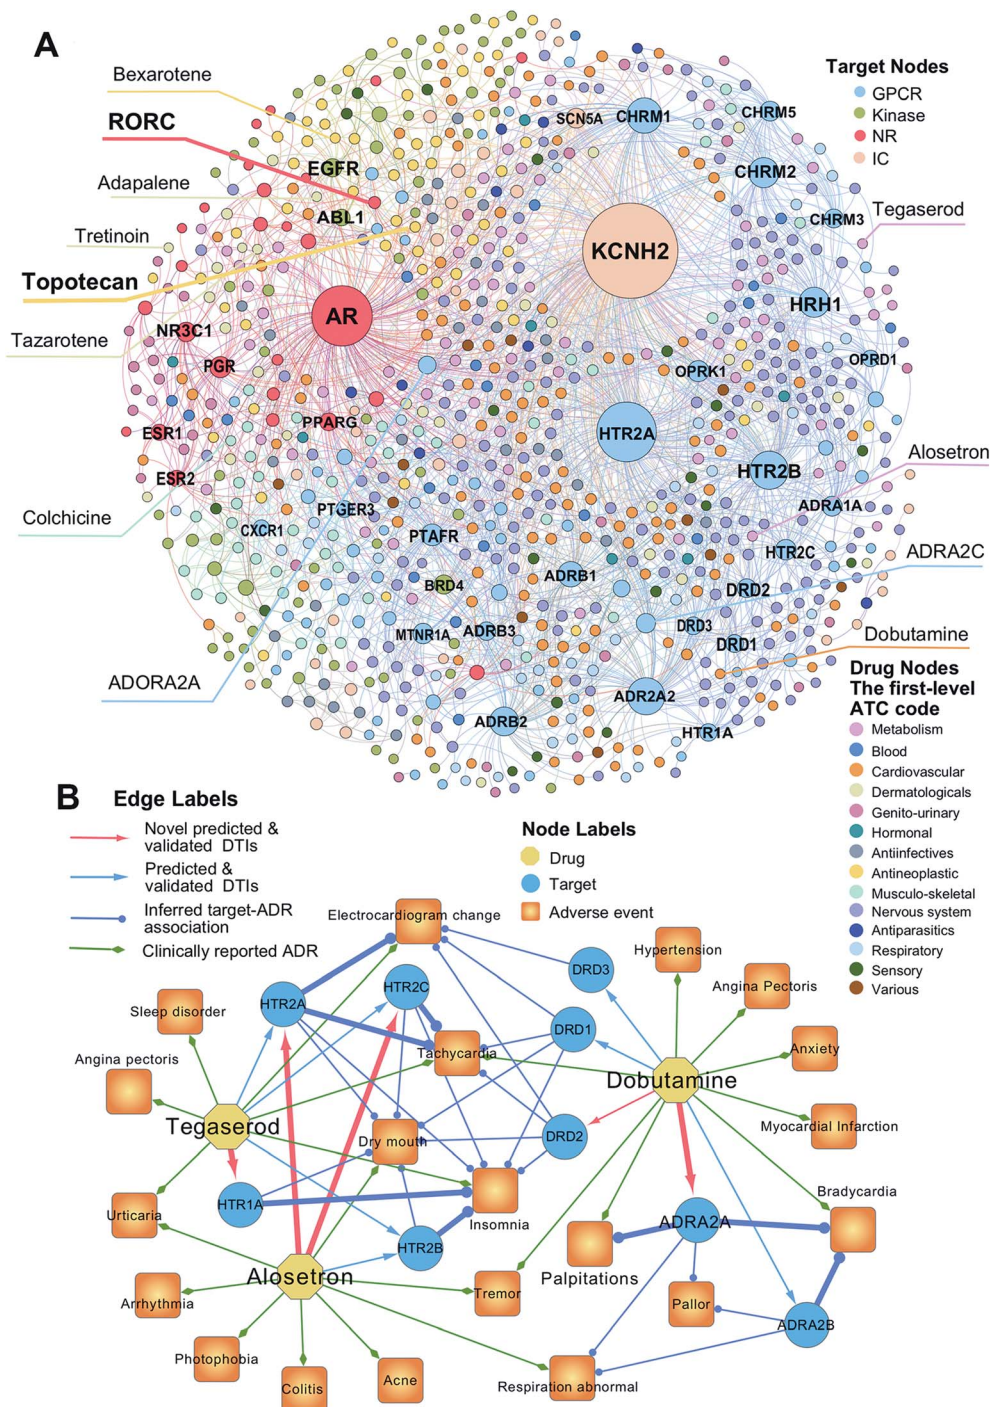 A
Bexarotene
RORC
Adapalene
Tretinoin
Topotecan
Tazarotene
Colchicine
ADORA2A
SCN5A
CHRM1
CHRM5
CHRM2
CHRM3
EGFR
ABL1
KCNH2
AR
HRH1
NR3C1
PGR
OPRK1
OPRD1
PPARG
ESR1
HTR2A
ESR2
HTR2B
PTGER3
ADRA1A
CXCR1
PTAFR
HTR2C
BRD4
ADRB1
DRD2
MTNR1A
ADRB3
DRD3
DRD1
ADR2A2
ADRB2
HTR1A
Target Nodes
GPCR
Kinase
NR
IC
Tegaserod
Alosetron
ADRA2C
Dobutamine
Drug Nodes
The first-level
ATC code
Metabolism
Blood
Cardiovascular
Dermatologicals
Genito-urinary
Hormonal
Antiinfectives
Antineoplastic
Musculo-skeletal
Nervous system
Antiparasitics
Respiratory
Sensory
Various
B
Edge Labels
Novel predicted &
validated DTIs
Predicted &
validated DTIs
Inferred target-ADR
association
Clinically reported ADR
Node Labels
Drug
Target
Adverse event
Electrocardiogram change
Hypertension
DRD3
Angina Pectoris
HTR2A
HTR2C
Sleep disorder
DRD1
Anxiety
Tachycardia
Angina pectoris
Dobutamine
Tegaserod
Dry mouth
DRD2
Myocardial Infarction
HTR1A
Insomnia
Bradycardia
Urticaria
ADRA2A
HTR2B
Alosetron
Palpitations
Tremor
Pallor
Arrhythmia
ADRA2B
Photophobia
Colitis
Acne
Respiration abnormal